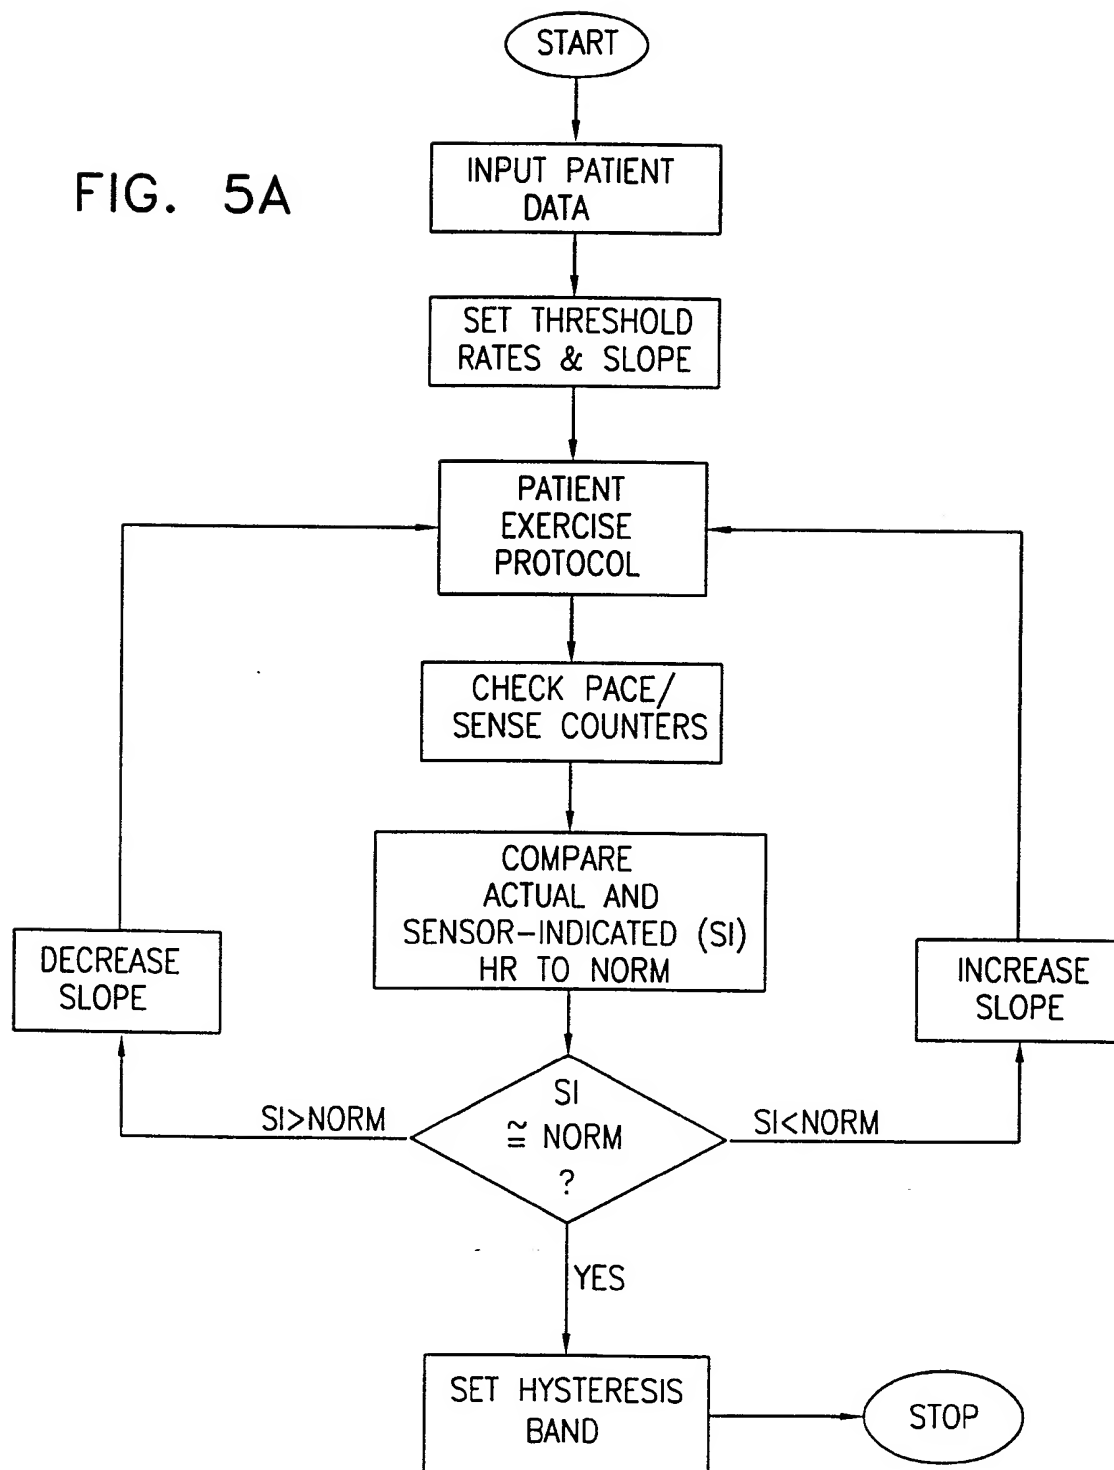 START
FIG. 5A
INPUT PATIENT
DATA
SET THRESHOLD
RATES & SLOPE
PATIENT
EXERCISE
PROTOCOL
CHECK PACE/
SENSE COUNTERS
COMPARE
ACTUAL AND
SENSOR-INDICATED (SI)
HR TO NORM
DECREASE
SLOPE
INCREASE
SLOPE
SI>NORM
SI
≅ NORM
?
SI<NORM
YES
SET HYSTERESIS
BAND
STOP